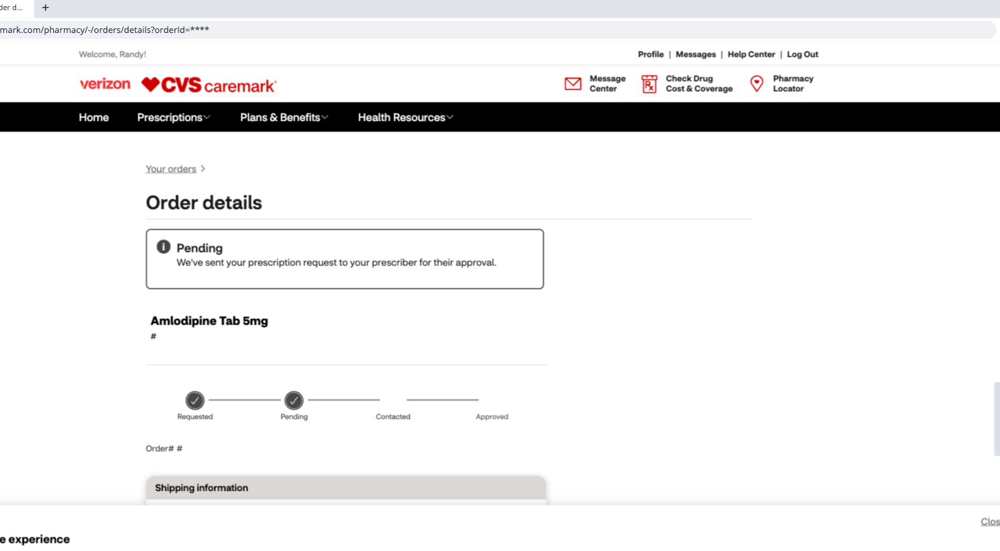 der d... +
mark.com/pharmacy/-/orders/details?orderId=****
Welcome, Randy! Profile | Messages | Help Center | Log Out
verizon CVS caremark® Message Center Check Drug Cost & Coverage Pharmacy Locator
Home Prescriptions Plans & Benefits Health Resources
Your orders >
Order details
Pending
We've sent your prescription request to your prescriber for their approval.
Amlodipine Tab 5mg
#
Requested Pending Contacted Approved
Order# #
Shipping information
Clos
e experience